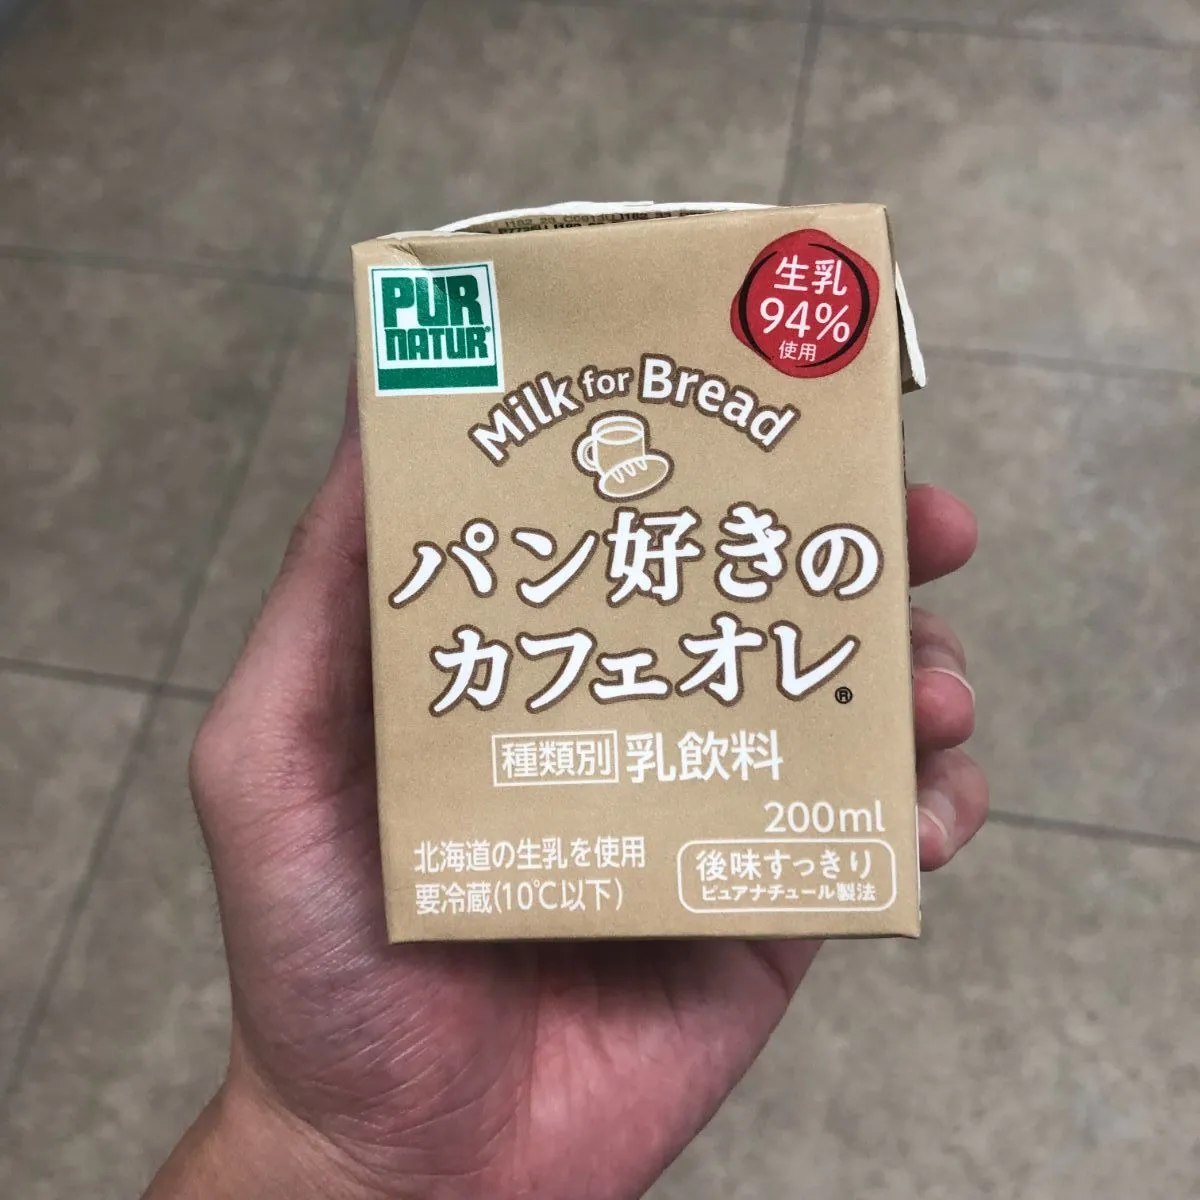 PUR
NATUR®
生乳
94%
使用
Milk for Bread
パン好きの
カフェオレ®
種類別 乳飲料
200ml
北海道の生乳を使用
要冷蔵(10℃以下)
後味すっきり
ピュアナチュール製法